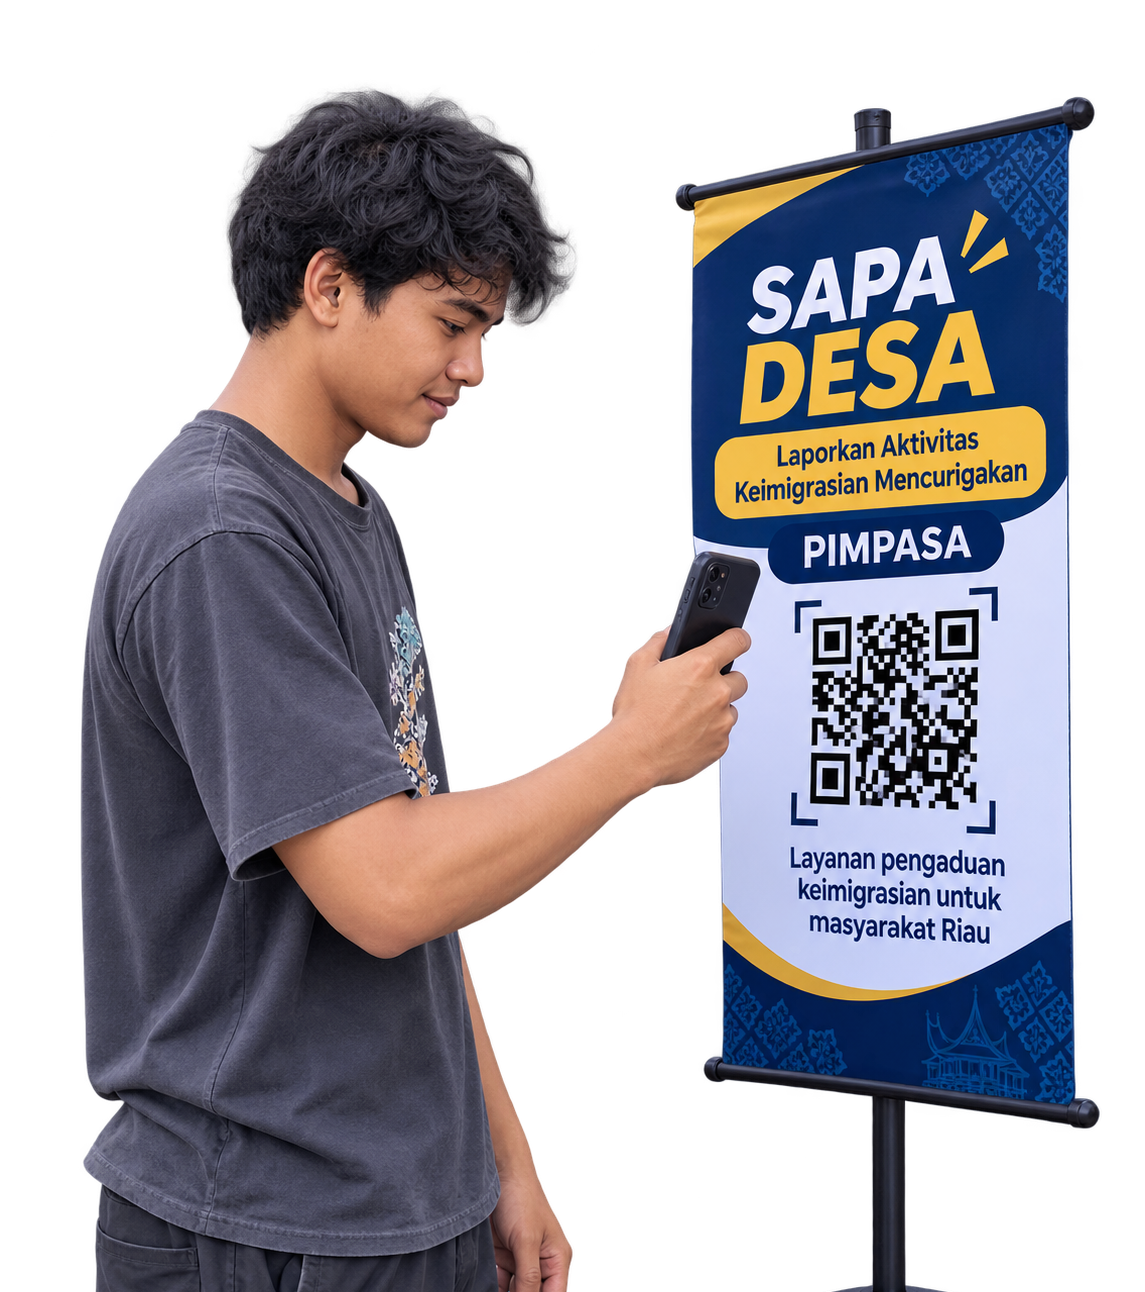 SAPA
DESA
Laporkan Aktivitas
Keimigrasian Mencurigakan
PIMPASA
Layanan pengaduan
keimigrasian untuk
masyarakat Riau